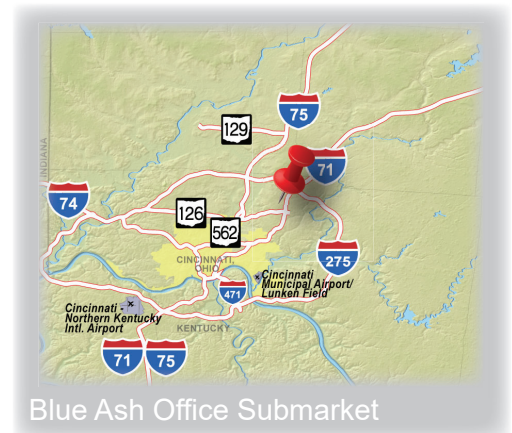 75
129
71
INDIANA
74
126
562
275
CINCINNATI,
OHIO
Cincinnati
Municipal Airport/
Lunken Field
471
Cincinnati -
Northern Kentucky
Intl. Airport
KENTUCKY
71
75
Blue Ash Office Submarket